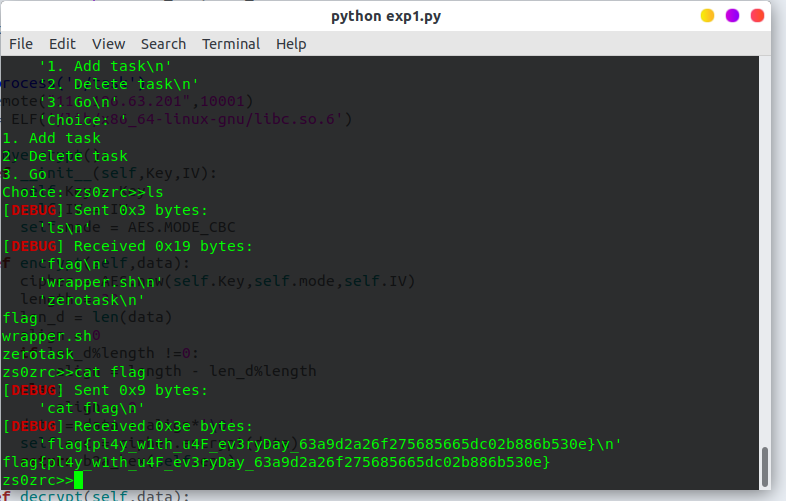 python exp1.py
File Edit View Search Terminal Help
'1. Add task\n'
'2. Delete task\n'
'3. Go\n'
'Choice: '
1. Add task
2. Delete task
3. Go
Choice: zs0zrc>>ls
[DEBUG] Sent 0x3 bytes:
'ls\n'
[DEBUG] Received 0x19 bytes:
'flag\n'
'wrapper.sh\n'
'zerotask\n'
flag
wrapper.sh
zerotask
zs0zrc>>cat flag
[DEBUG] Sent 0x9 bytes:
'cat flag\n'
[DEBUG] Received 0x3e bytes:
'flag{pl4y_w1th_u4F_ev3ryDay_63a9d2a26f275685665dc02b886b530e}\n'
flag{pl4y_w1th_u4F_ev3ryDay_63a9d2a26f275685665dc02b886b530e}
zs0zrc>>